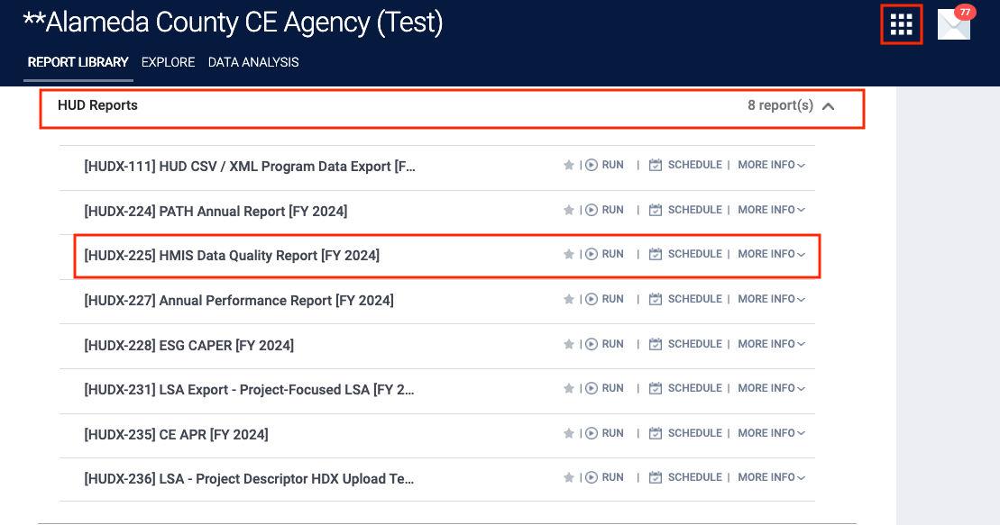 **Alameda County CE Agency (Test)
77
REPORT LIBRARY EXPLORE DATA ANALYSIS
HUD Reports 8 report(s)
[HUDX-111] HUD CSV / XML Program Data Export [F... | RUN | SCHEDULE | MORE INFO
[HUDX-224] PATH Annual Report [FY 2024] | RUN | SCHEDULE | MORE INFO
[HUDX-225] HMIS Data Quality Report [FY 2024] | RUN | SCHEDULE | MORE INFO
[HUDX-227] Annual Performance Report [FY 2024] | RUN | SCHEDULE | MORE INFO
[HUDX-228] ESG CAPER [FY 2024] | RUN | SCHEDULE | MORE INFO
[HUDX-231] LSA Export - Project-Focused LSA [FY 2... | RUN | SCHEDULE | MORE INFO
[HUDX-235] CE APR [FY 2024] | RUN | SCHEDULE | MORE INFO
[HUDX-236] LSA - Project Descriptor HDX Upload Te... | RUN | SCHEDULE | MORE INFO